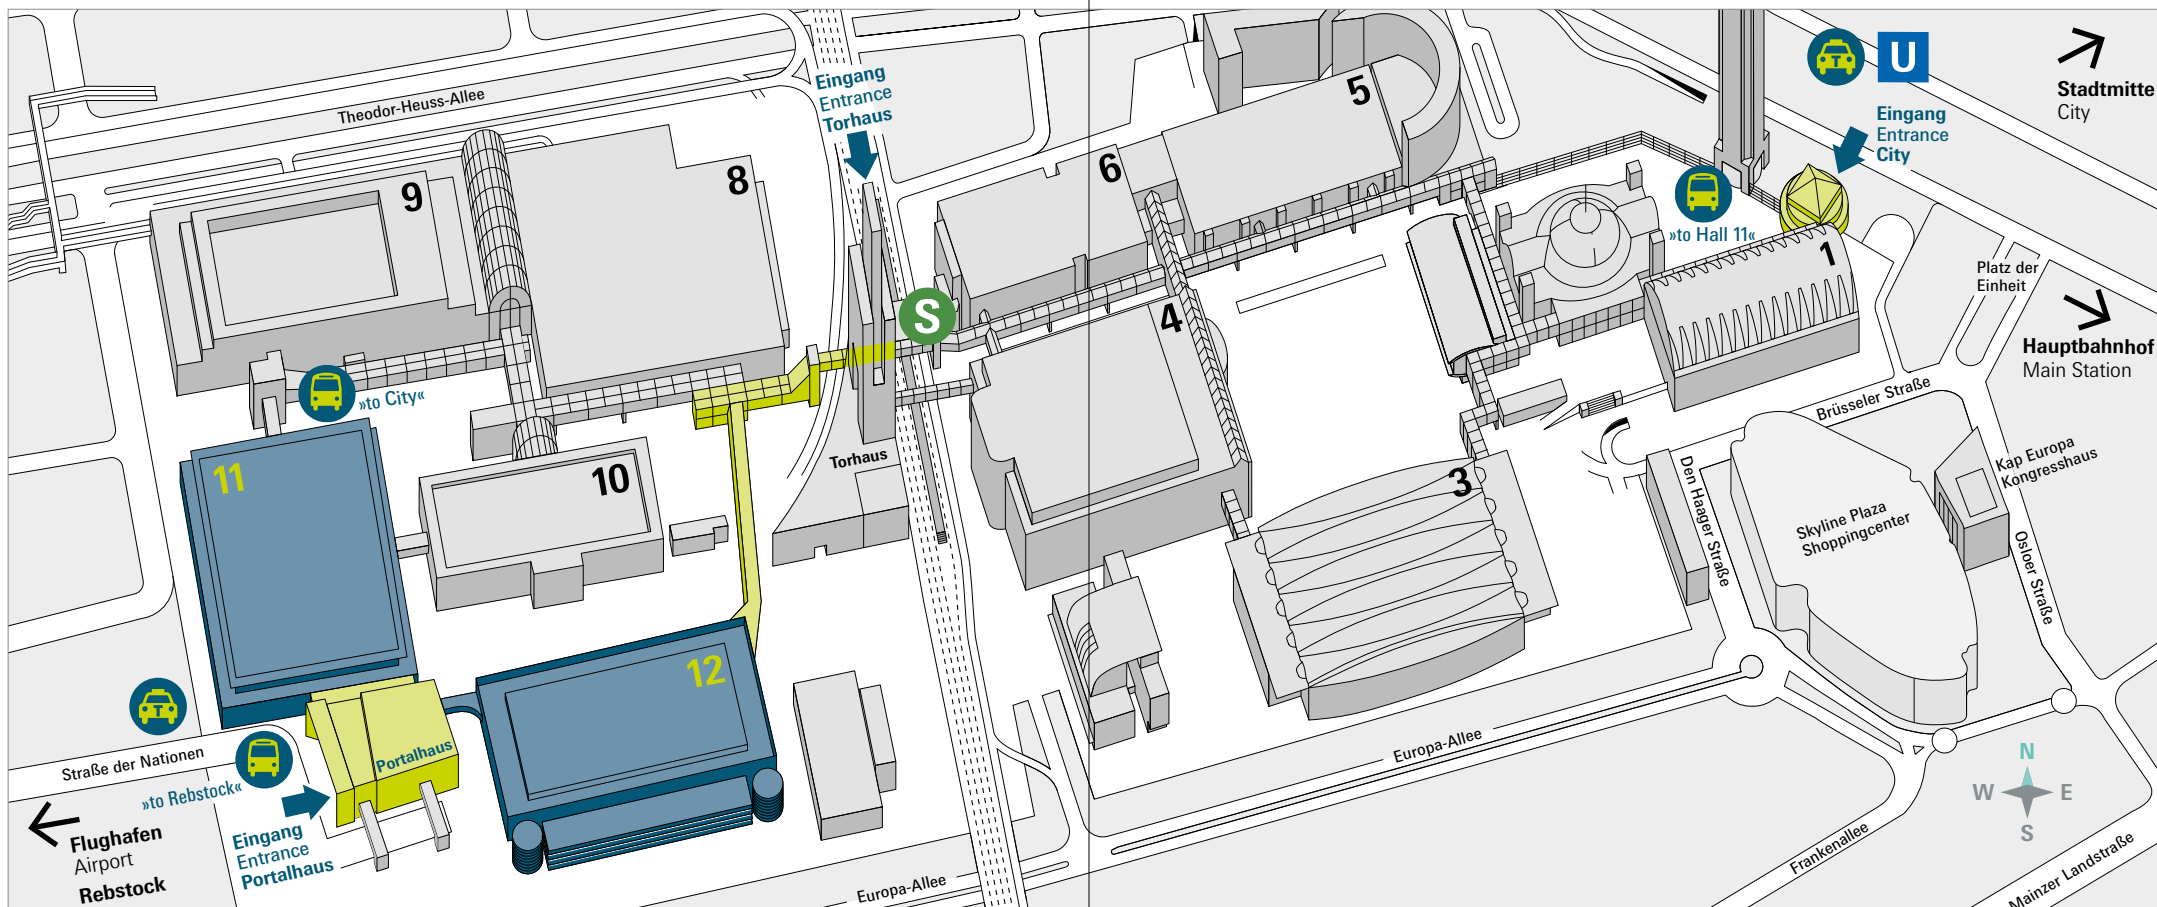 Theodor-Heuss-Allee
Eingang
Entrance
Torhaus
9
8
6
5
S
4
Torhaus
T
U
Stadtmitte
City
Eingang
Entrance
City
»to Hall 11«
1
Platz der
Einheit
Hauptbahnhof
Main Station
Brüsseler Straße
»to City«
11
10
12
3
Den Haager Straße
Skyline Plaza
Shoppingcenter
Kap Europa
Kongresshaus
Osloer Straße
T
Straße der Nationen
»to Rebstock«
Portalhaus
Eingang
Entrance
Portalhaus
Flughafen
Airport
Rebstock
Europa-Allee
Europa-Allee
Frankenallee
Mainzer Landstraße
N
W
E
S